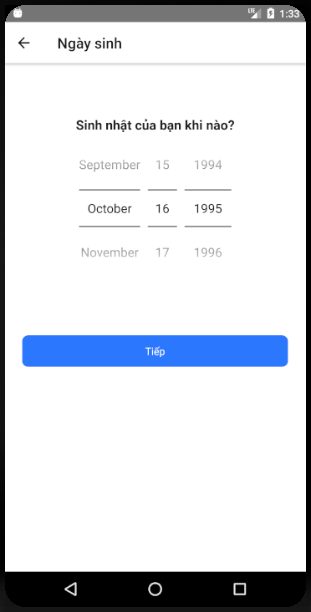 LTE 1:33
Ngày sinh
Sinh nhật của bạn khi nào?
September 15 1994
October 16 1995
November 17 1996
Tiếp